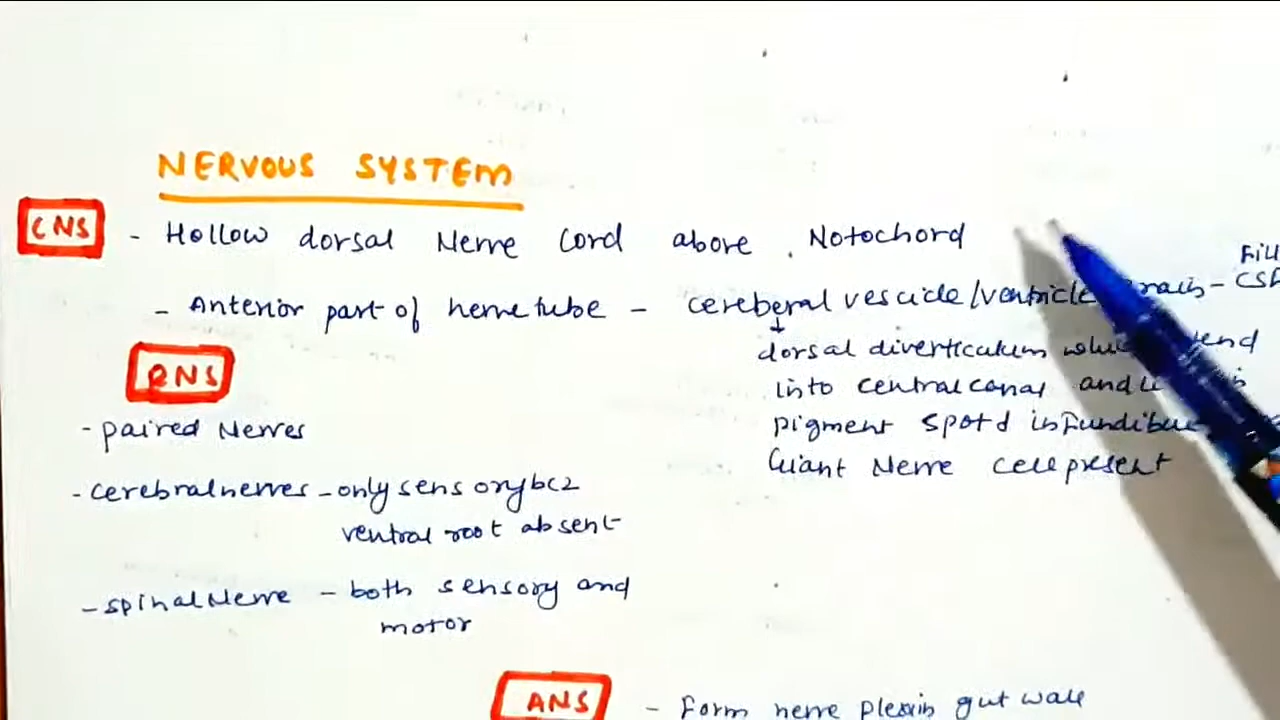 NERVOUS SYSTEM
CNS - Hollow dorsal Nerve Cord above Notochord
- Anterior part of nerve tube - cereberal vescicle/ventricle
dorsal diverticulum
into central canal and
pigment spot d
Giant Nerve cell present
PNS
- paired Nerves
- cerebral nerves - only sensory bcz
ventral root absent
- spinal Nerve - both sensory and
motor
ANS - Form nerve plexin gut wall